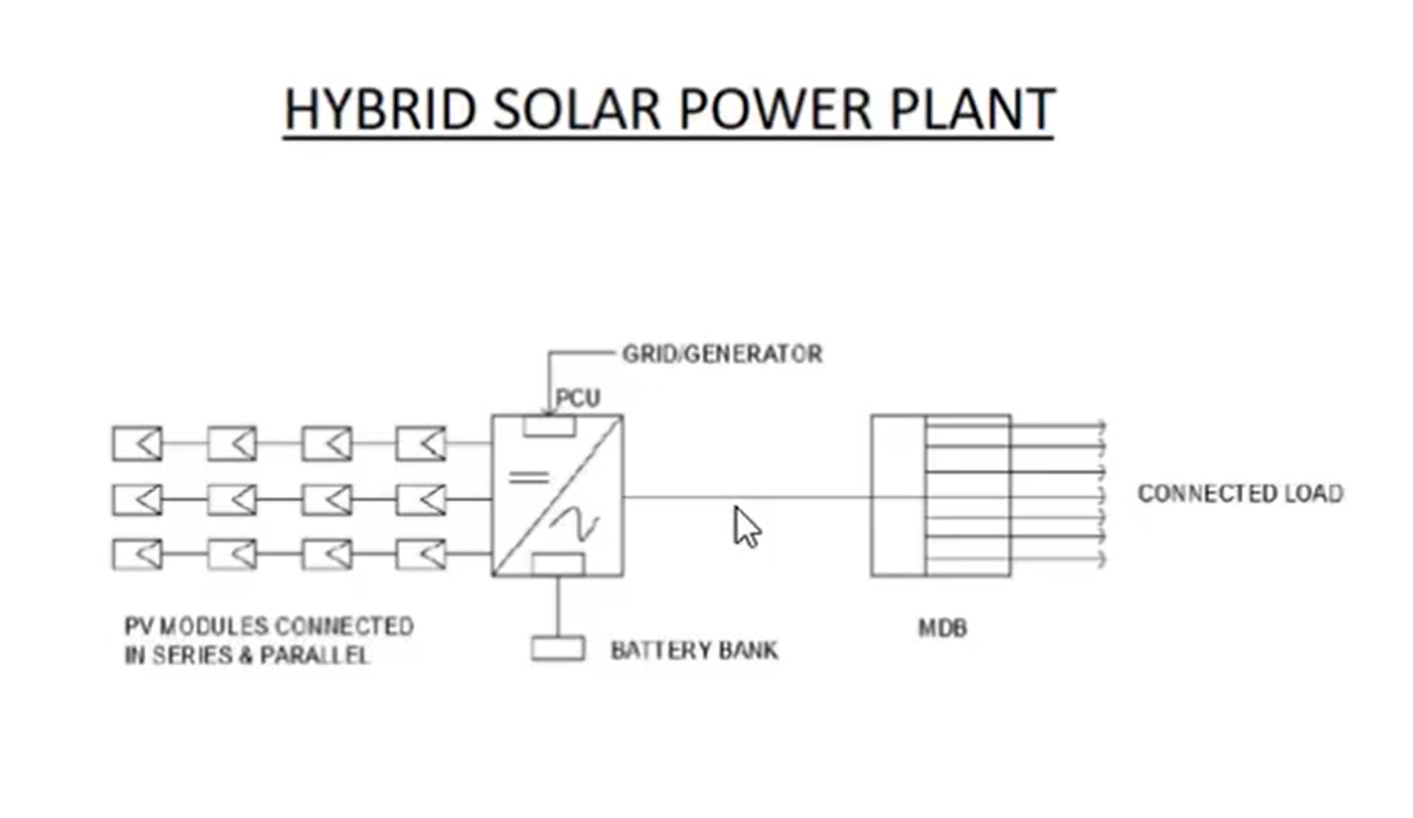 HYBRID SOLAR POWER PLANT
GRID/GENERATOR
PCU
CONNECTED LOAD
PV MODULES CONNECTED
IN SERIES & PARALLEL
BATTERY BANK
MDB